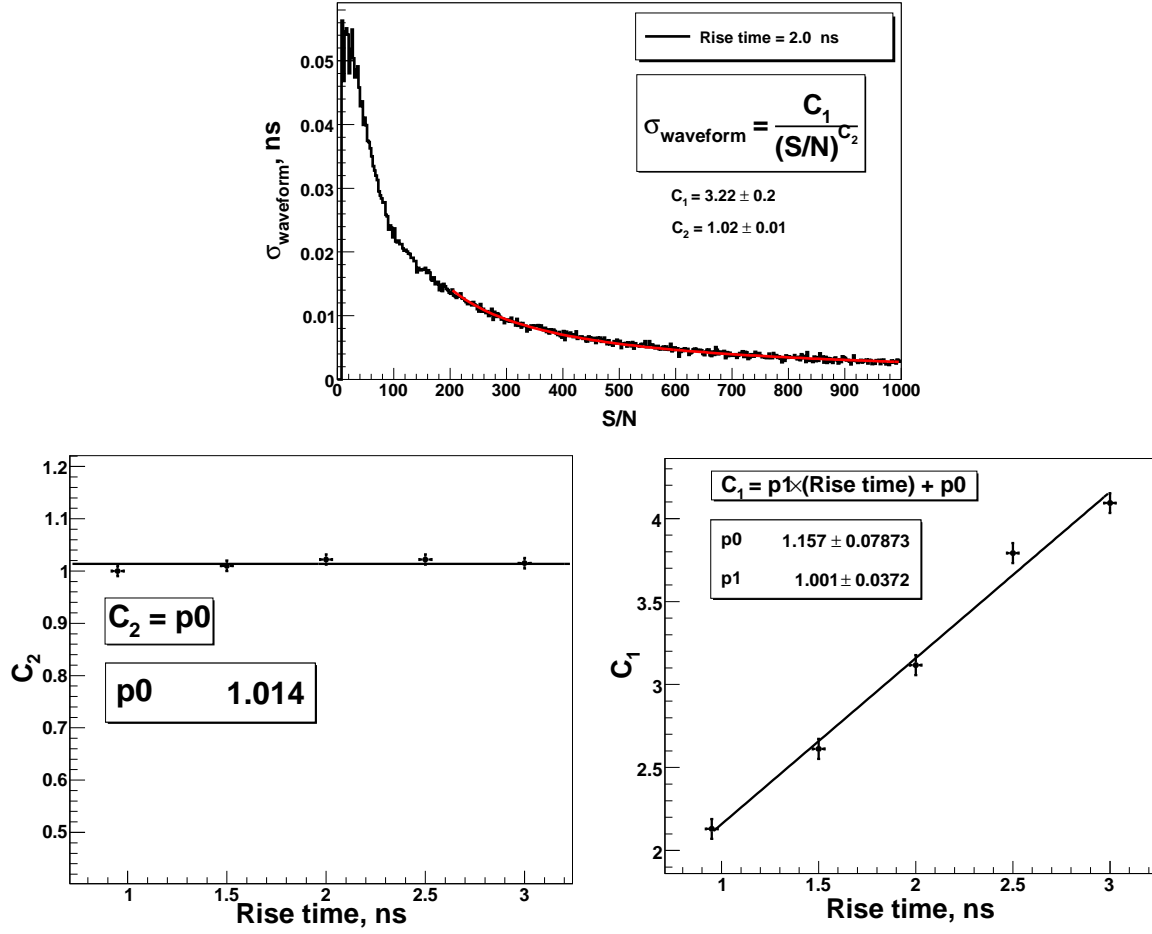 Rise time = 2.0 ns
σwaveform = C1 / (S/N)^C2
C1 = 3.22 ± 0.2
C2 = 1.02 ± 0.01
σwaveform, ns
0.05
0.04
0.03
0.02
0.01
0
0 100 200 300 400 500 600 700 800 900 1000
S/N
C2
1.2
1.1
1
0.9
0.8
0.7
0.6
0.5
C2 = p0
p0 1.014
1 1.5 2 2.5 3
Rise time, ns
C1 = p1×(Rise time) + p0
p0 1.157 ± 0.07873
p1 1.001 ± 0.0372
C1
4
3.5
3
2.5
2
1 1.5 2 2.5 3
Rise time, ns